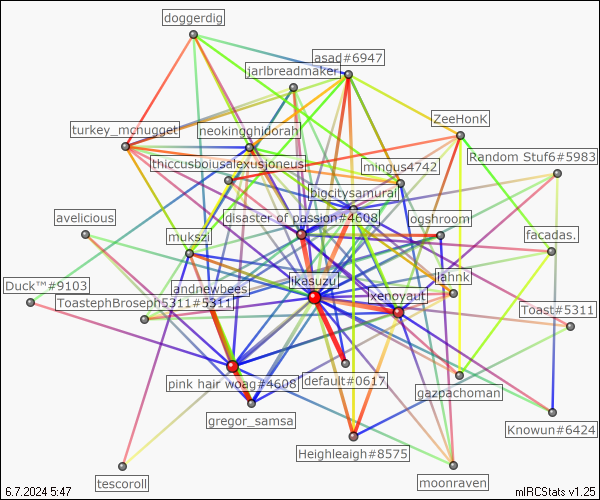 doggerdig
asad#6947
jarlbreadmaker
turkey_mcnugget
neokingghidorah
ZeeHonK
Random Stuf6#5983
thiccusboiusalexusjoneus
mingus4742
bigcitysamurai
avelicious
disaster of passion#4608
ogshroom
mukszii
facadas.
Duck™#9103
andnewbees
ikasuzu
lahnk
ToastephBroseph5311#5311
xenoyaut
Toast#5311
pink hair woag#4608
default#0617
gazpachoman
gregor_samsa
Knowun#6424
Heighleaigh#8575
tescoroll
moonraven
6.7.2024 5:47
mIRCStats v1.25